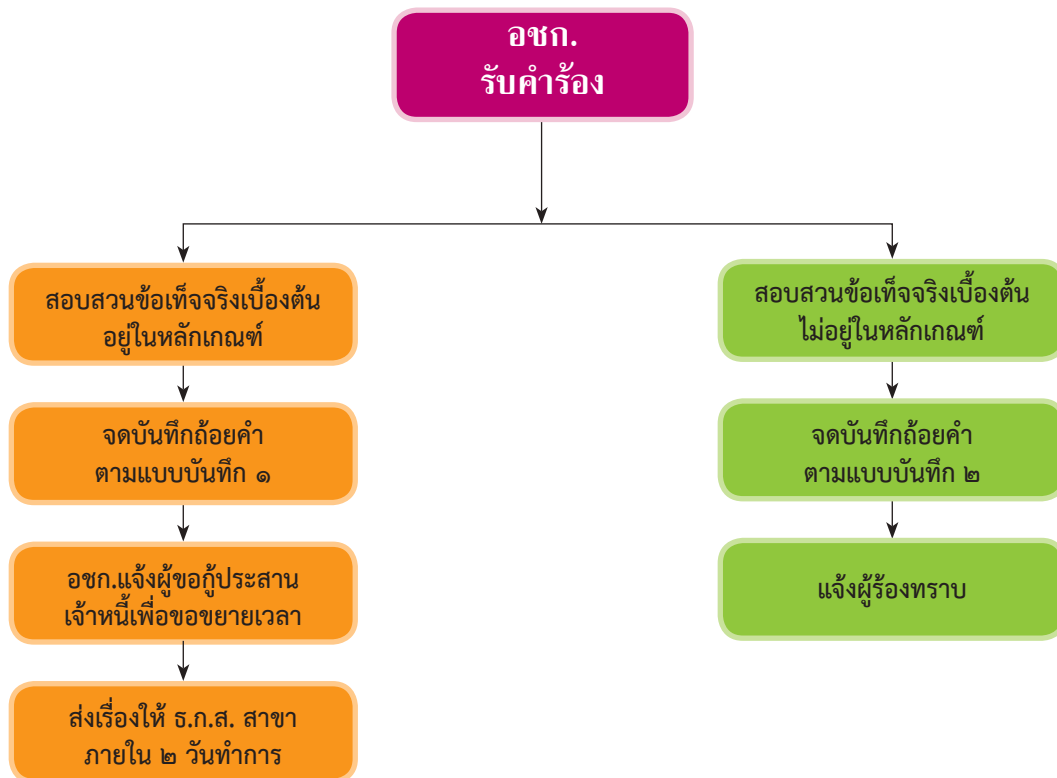 อชก.
รับคำร้อง
สอบสวนข้อเท็จจริงเบื้องต้น
อยู่ในหลักเกณฑ์
จดบันทึกถ้อยคำ
ตามแบบบันทึก ๑
อชก.แจ้งผู้ขอกู้ประสาน
เจ้าหนี้เพื่อขอขยายเวลา
ส่งเรื่องให้ ธ.ก.ส. สาขา
ภายใน ๒ วันทำการ
สอบสวนข้อเท็จจริงเบื้องต้น
ไม่อยู่ในหลักเกณฑ์
จดบันทึกถ้อยคำ
ตามแบบบันทึก ๒
แจ้งผู้ร้องทราบ